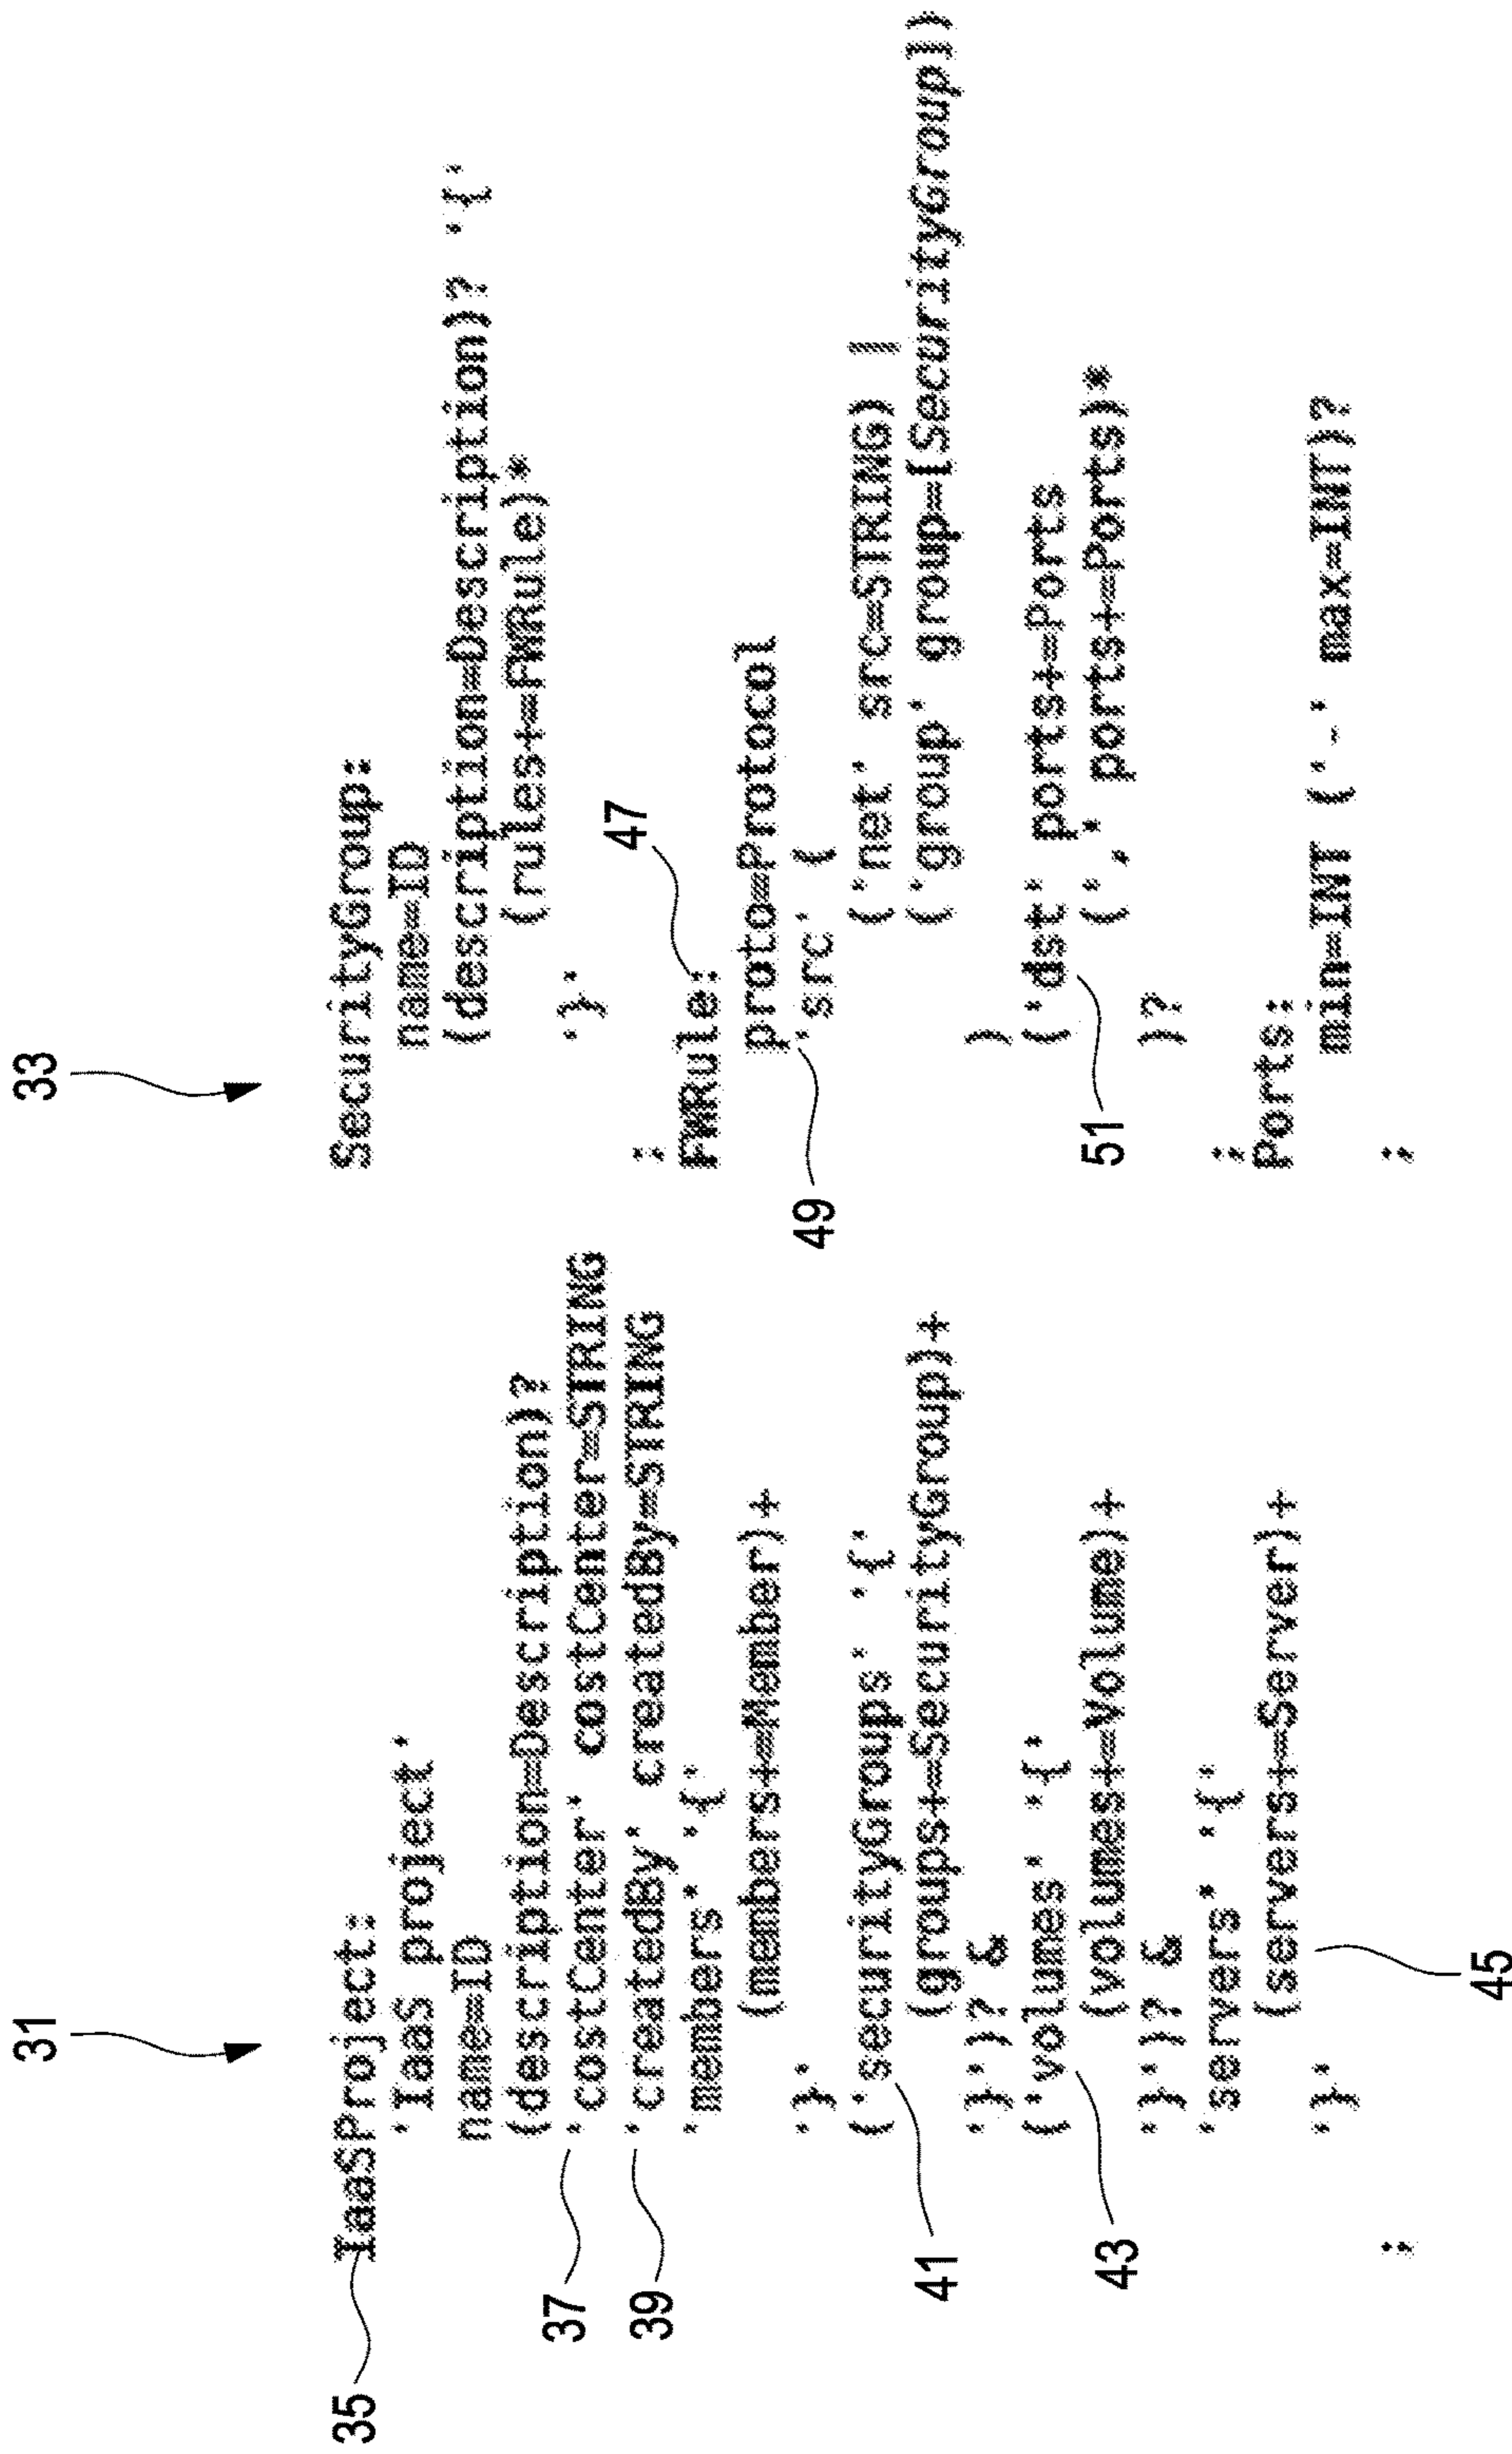 31
IaaSProject:
'IaaS project'
name=ID
(description=Description)?
'costCenter' costCenter=STRING
'createdBy' createdBy=STRING
'members' '{'
(members+=Member)+
'}'
('securityGroups' '{'
(groups+=SecurityGroup)+
'}')? &
('volumes' '{'
(volumes+=Volume)+
'}')? &
'servers' '{'
(servers+=Server)+
'}'
;
35
37
39
41
43
45
33
SecurityGroup:
name=ID
(description=Description)? '{'
(rules+=FWRule)*
'}'
;
FWRule:
proto=Protocol
'src' (
('net' src=STRING) |
('group' group=[SecurityGroup])
)
('dst' ports+=Ports
(',' ports+=Ports)*
)?
;
Ports:
min=INT ('-' max=INT)?
;
47
49
51